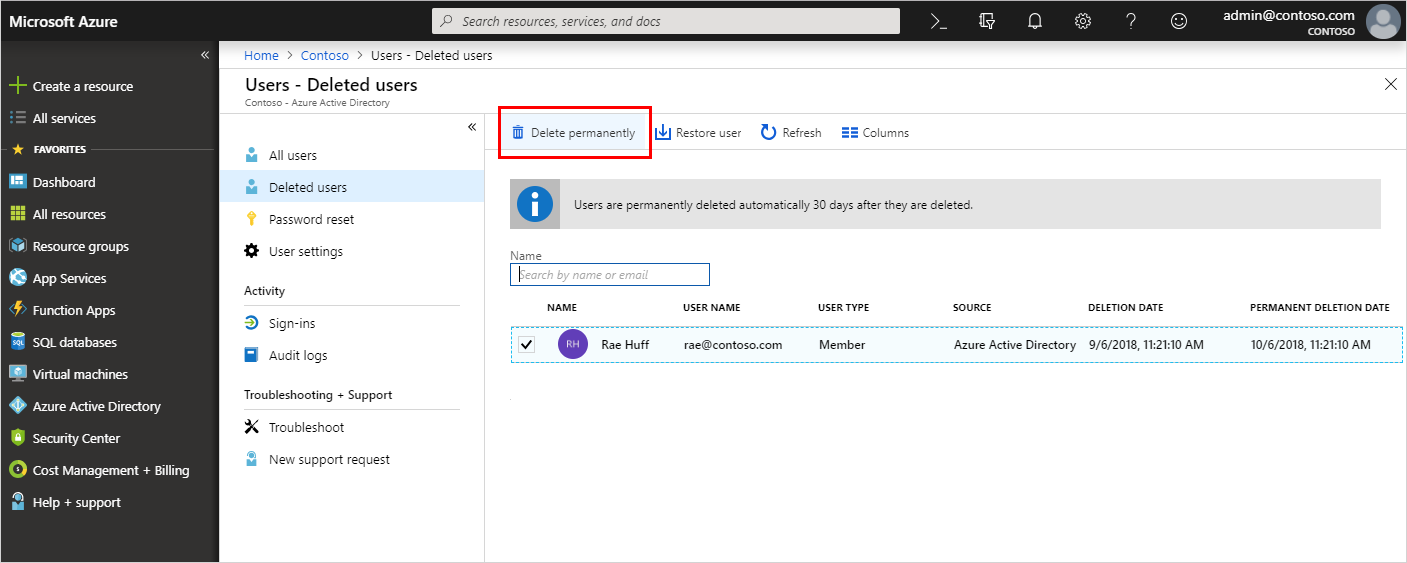 Microsoft Azure
Search resources, services, and docs
admin@contoso.com
CONTOSO
Create a resource
All services
FAVORITES
Dashboard
All resources
Resource groups
App Services
Function Apps
SQL databases
Virtual machines
Azure Active Directory
Security Center
Cost Management + Billing
Help + support
Home > Contoso > Users - Deleted users
Users - Deleted users
Contoso - Azure Active Directory
All users
Deleted users
Password reset
User settings
Activity
Sign-ins
Audit logs
Troubleshooting + Support
Troubleshoot
New support request
Delete permanently Restore user Refresh Columns
Users are permanently deleted automatically 30 days after they are deleted.
Name
Search by name or email
NAME USER NAME USER TYPE SOURCE DELETION DATE PERMANENT DELETION DATE
RH Rae Huff rae@contoso.com Member Azure Active Directory 9/6/2018, 11:21:10 AM 10/6/2018, 11:21:10 AM